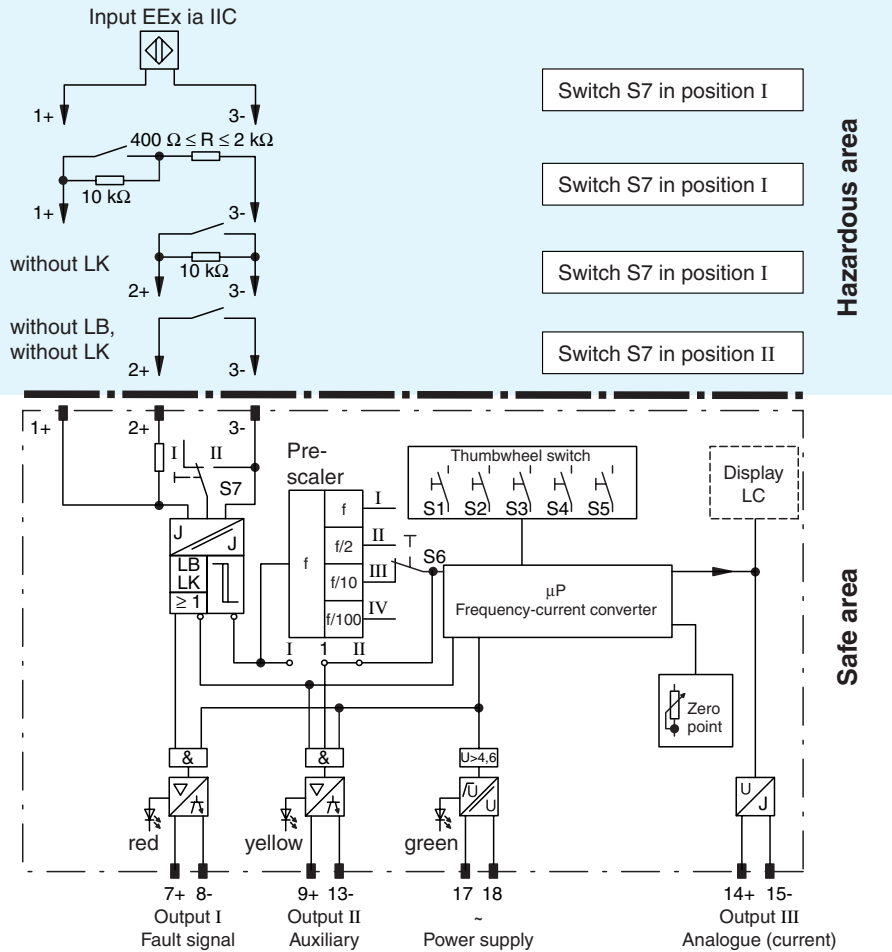 Input EEx ia IIC
1+ 3-
Switch S7 in position I
400 Ω ≤ R ≤ 2 kΩ
10 kΩ
1+ 3-
Switch S7 in position I
without LK
10 kΩ
2+ 3-
Switch S7 in position I
without LB,
without LK
2+ 3-
Switch S7 in position II
Hazardous area
1+ 2+ 3-
I II
S7
J J
LB
LK
≥ 1
Pre-
scaler
f
f
f/2
f/10
f/100
I
II
III
IV
S6
I 1 II
Thumbwheel switch
S1 S2 S3 S4 S5
µP
Frequency-current converter
Display
LC
Zero
point
Safe area
& & U>4,6
U U
U J
red yellow green
7+ 8- 9+ 13- 17 18 14+ 15-
Output I Output II ~ Output III
Fault signal Auxiliary Power supply Analogue (current)